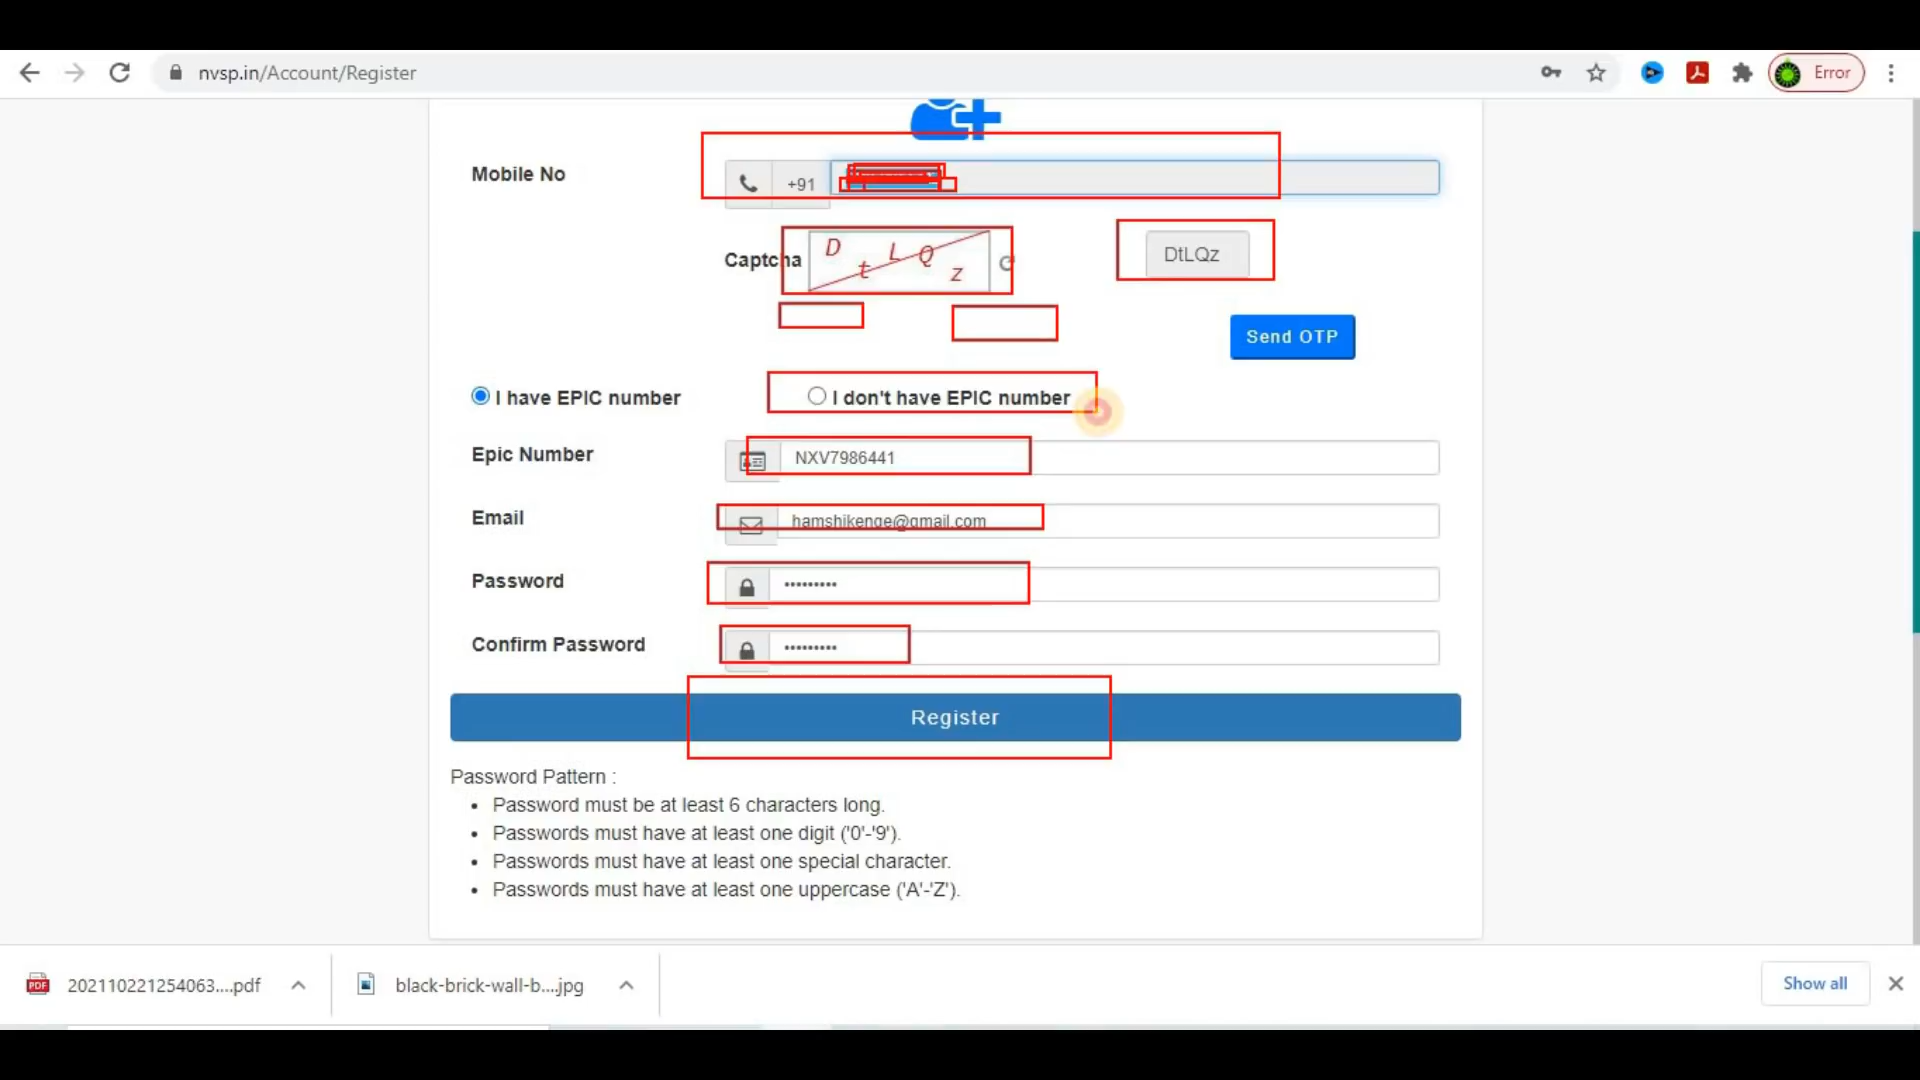 nvsp.in/Account/Register
Error
Mobile No
+91
Captcha
D t L Q z
DtLQz
Send OTP
I have EPIC number
I don't have EPIC number
Epic Number
NXV7986441
Email
hamshikenge@gmail.com
Password
•••••••••
Confirm Password
•••••••••
Register
Password Pattern :
• Password must be at least 6 characters long.
• Passwords must have at least one digit ('0'-'9').
• Passwords must have at least one special character.
• Passwords must have at least one uppercase ('A'-'Z').
PDF
202110221254063....pdf
black-brick-wall-b....jpg
Show all